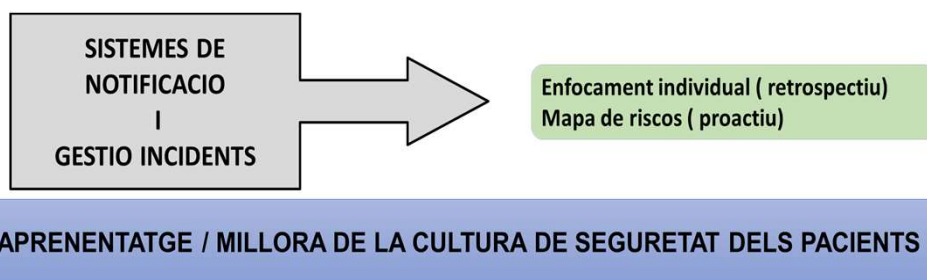 SISTEMES DE
NOTIFICACIO
I
GESTIO INCIDENTS
Enfocament individual ( retrospectiu)
Mapa de riscos ( proactiu)
APRENENTATGE / MILLORA DE LA CULTURA DE SEGURETAT DELS PACIENTS